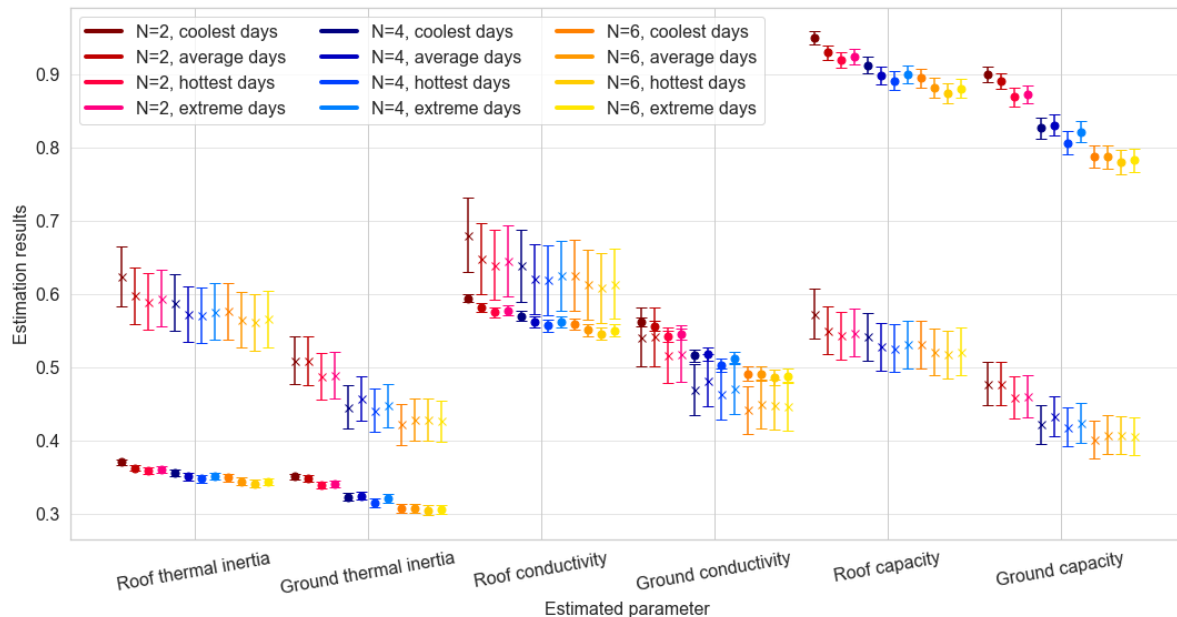 N=2, coolest days
N=2, average days
N=2, hottest days
N=2, extreme days
N=4, coolest days
N=4, average days
N=4, hottest days
N=4, extreme days
N=6, coolest days
N=6, average days
N=6, hottest days
N=6, extreme days
Estimation results
0.9
0.8
0.7
0.6
0.5
0.4
0.3
Roof thermal inertia
Ground thermal inertia
Roof conductivity
Ground conductivity
Roof capacity
Ground capacity
Estimated parameter